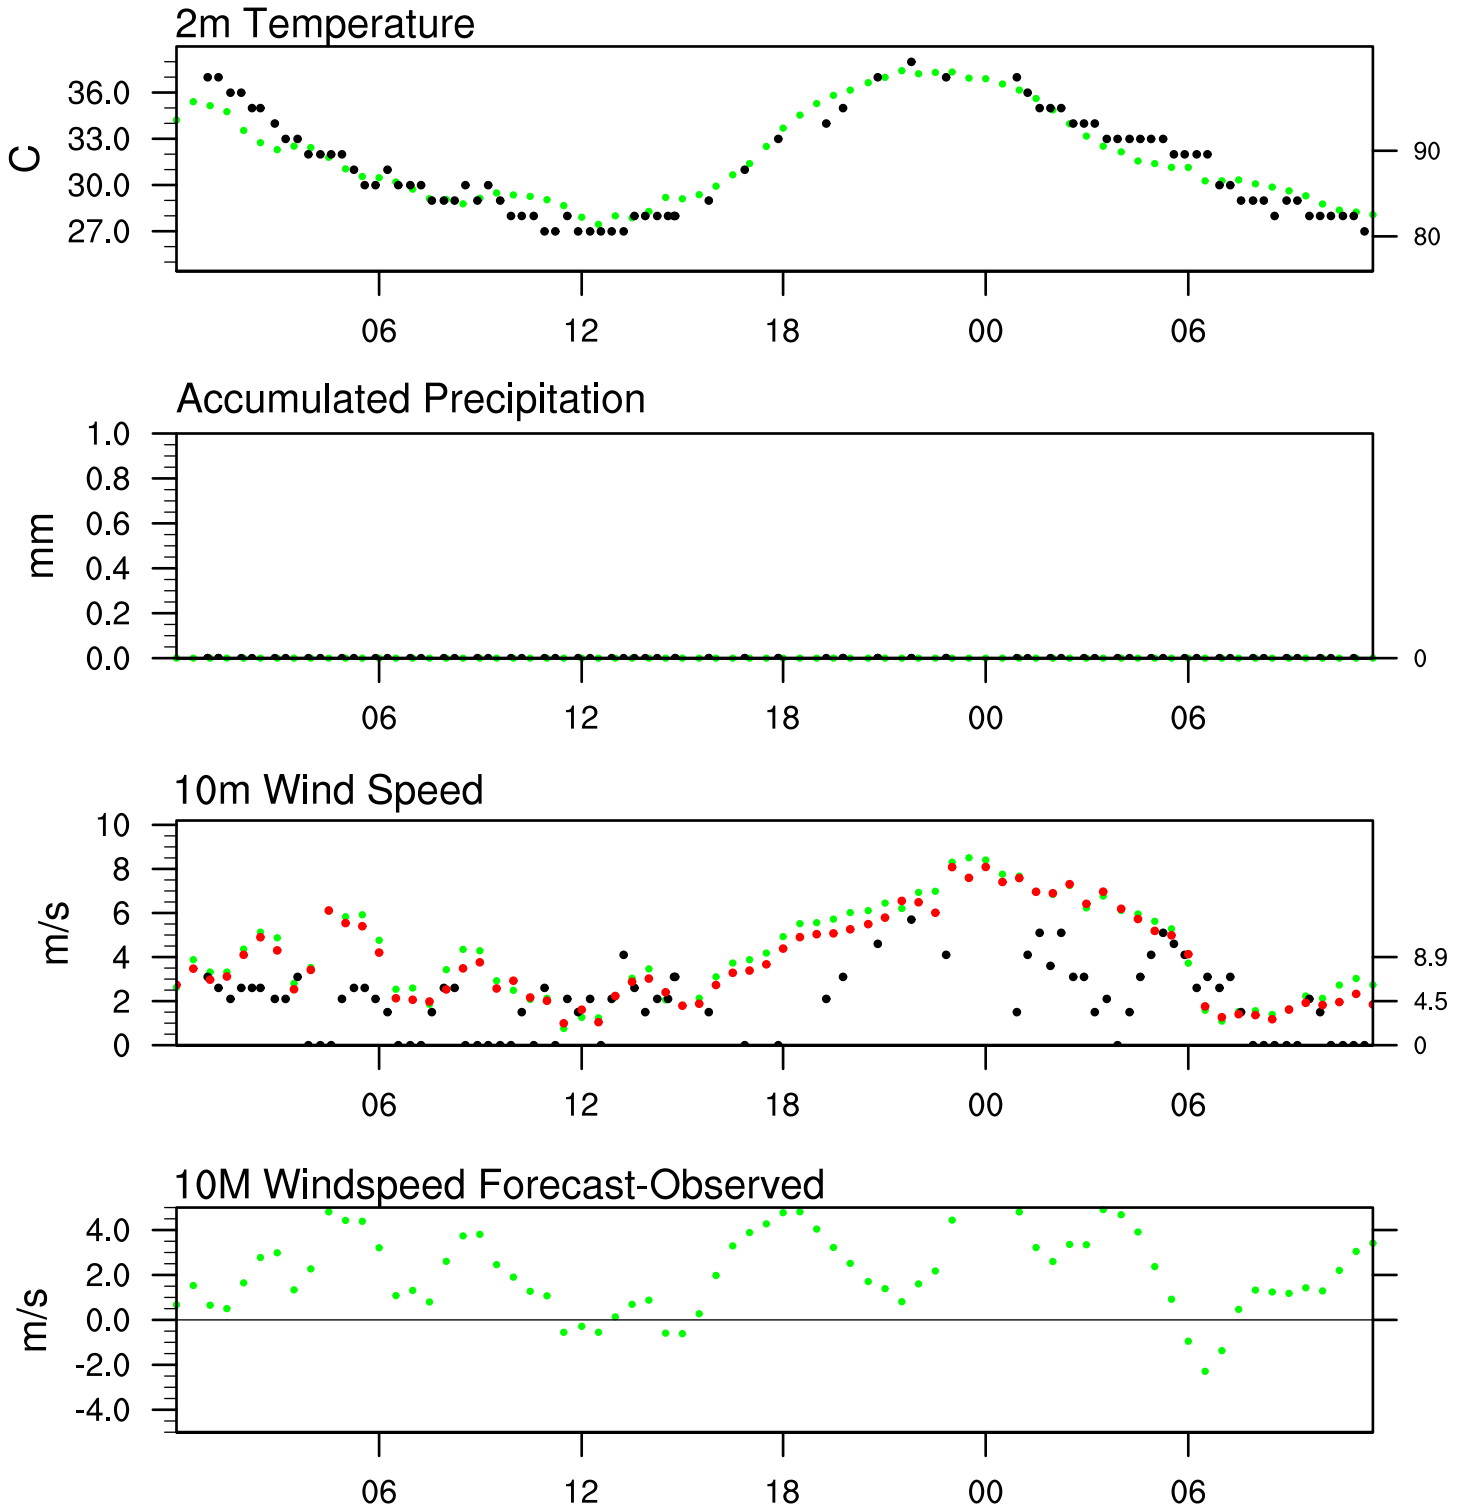 2m Temperature
36.0
33.0
30.0
27.0
C
90
80
06 12 18 00 06
Accumulated Precipitation
1.0
0.8
0.6
0.4
0.2
0.0
mm
0
06 12 18 00 06
10m Wind Speed
10
8
6
4
2
0
m/s
8.9
4.5
0
06 12 18 00 06
10M Windspeed Forecast-Observed
4.0
2.0
0.0
-2.0
-4.0
m/s
06 12 18 00 06